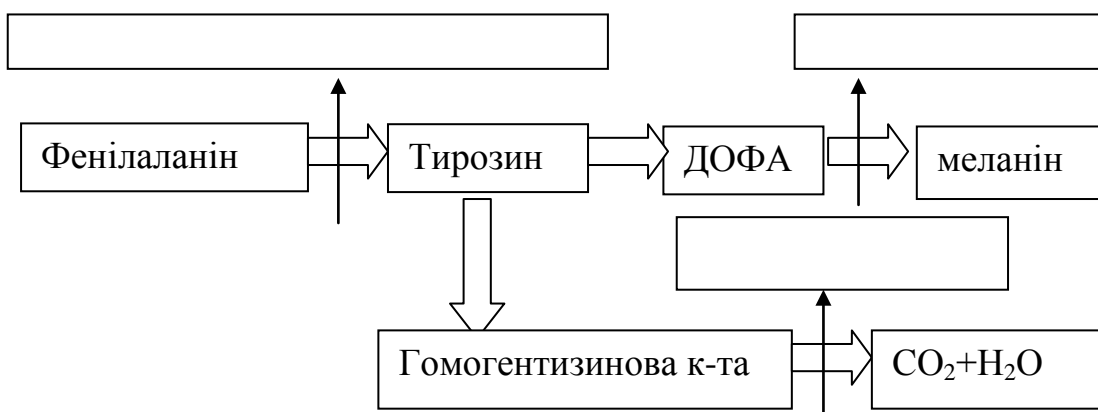 Фенілаланін
Тирозин
ДОФА
меланін
Гомогентизинова к-та
CO₂+H₂O